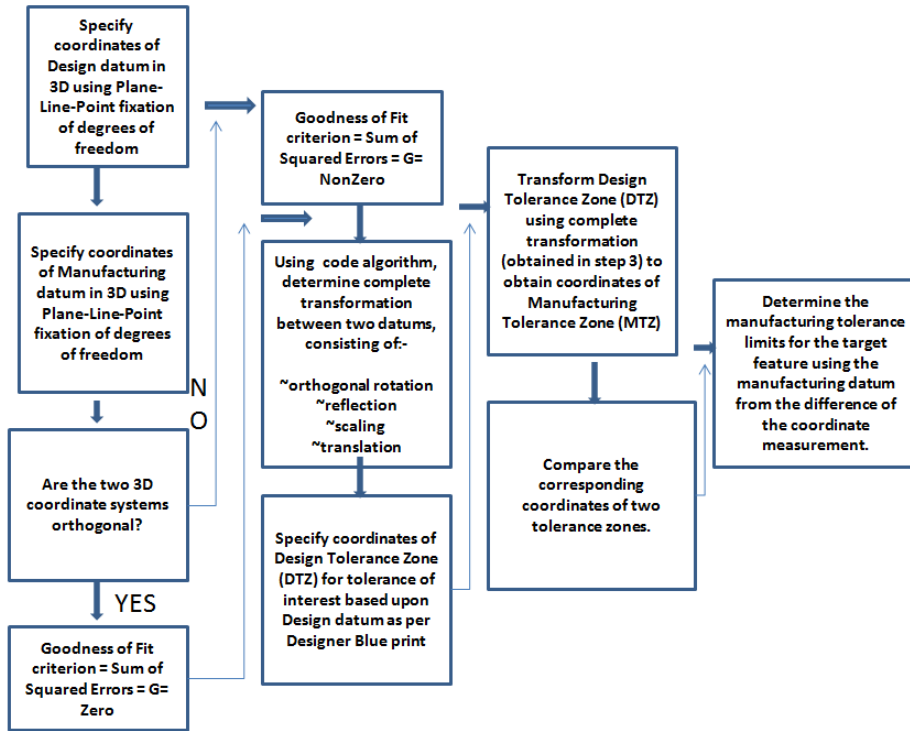 Specify
coordinates of
Design datum in
3D using Plane-
Line-Point fixation
of degrees of
freedom
Specify coordinates
of Manufacturing
datum in 3D using
Plane-Line-Point
fixation of degrees
of freedom
N
O
Are the two 3D
coordinate systems
orthogonal?
YES
Goodness of Fit
criterion = Sum of
Squared Errors = G=
Zero
Goodness of Fit
criterion = Sum of
Squared Errors = G=
NonZero
Using code algorithm,
determine complete
transformation
between two datums,
consisting of:-
~orthogonal rotation
~reflection
~scaling
~translation
Specify coordinates of
Design Tolerance Zone
(DTZ) for tolerance of
interest based upon
Design datum as per
Designer Blue print
Transform Design
Tolerance Zone (DTZ)
using complete
transformation
(obtained in step 3) to
obtain coordinates of
Manufacturing
Tolerance Zone (MTZ)
Compare the
corresponding
coordinates of two
tolerance zones.
Determine the
manufacturing tolerance
limits for the target
feature using the
manufacturing datum
from the difference of
the coordinate
measurement.